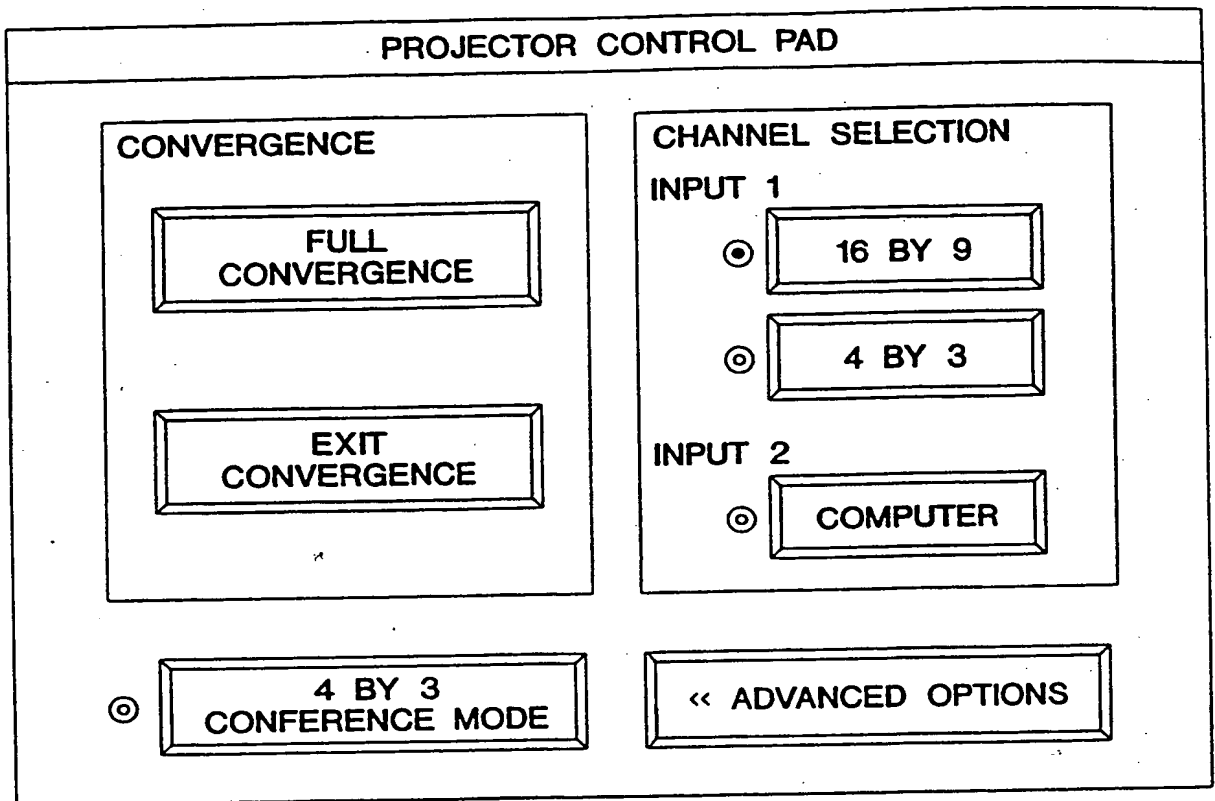 PROJECTOR CONTROL PAD
CONVERGENCE
FULL
CONVERGENCE
EXIT
CONVERGENCE
CHANNEL SELECTION
INPUT 1
16 BY 9
4 BY 3
INPUT 2
COMPUTER
4 BY 3
CONFERENCE MODE
<< ADVANCED OPTIONS